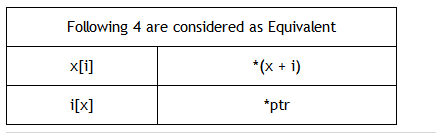 Following 4 are considered as Equivalent
x[i] *(x + i)
i[x] *ptr